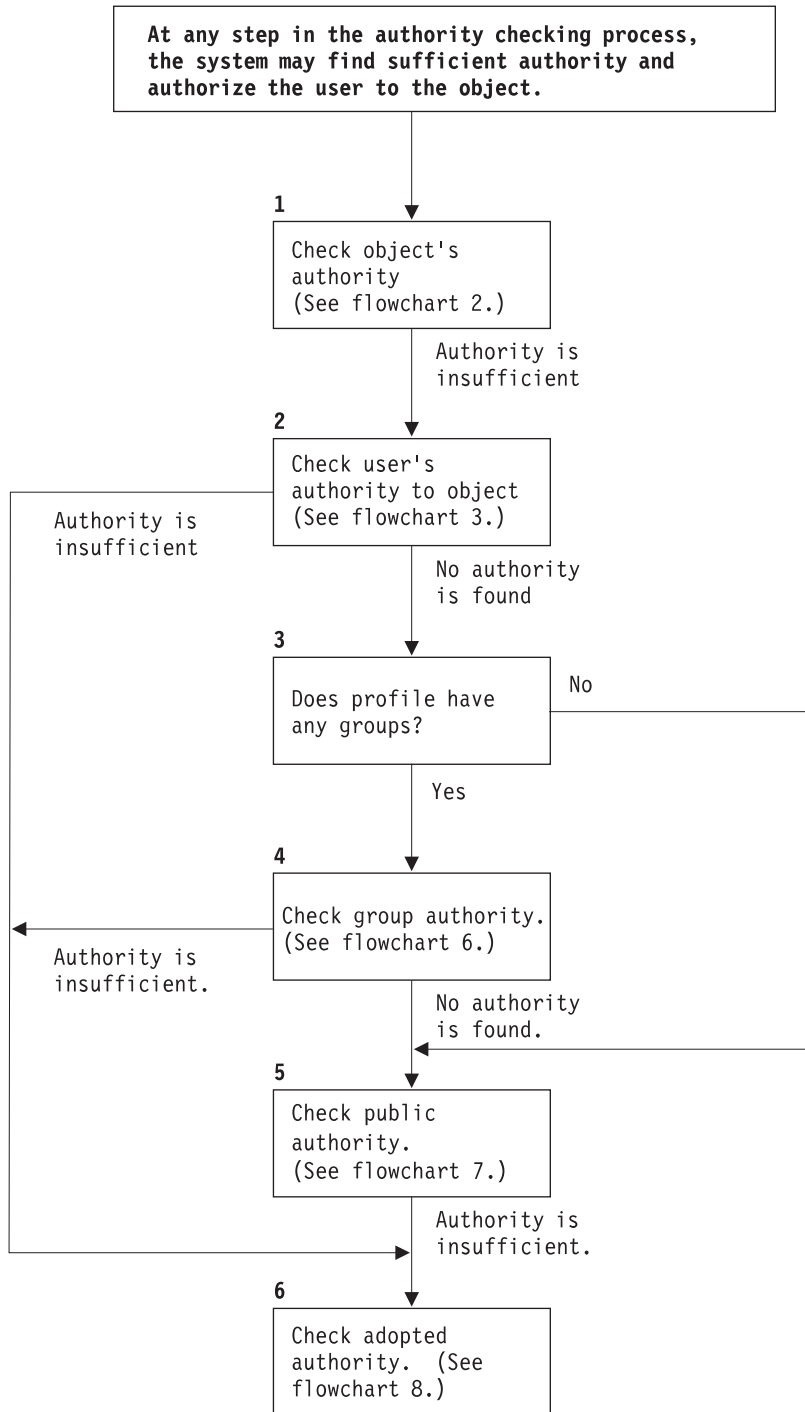 At any step in the authority checking process,
the system may find sufficient authority and
authorize the user to the object.
1
Check object's
authority
(See flowchart 2.)
Authority is
insufficient
2
Check user's
authority to object
(See flowchart 3.)
Authority is
insufficient
No authority
is found
3
Does profile have
any groups?
No
Yes
4
Check group authority.
(See flowchart 6.)
Authority is
insufficient.
No authority
is found.
5
Check public
authority.
(See flowchart 7.)
Authority is
insufficient.
6
Check adopted
authority. (See
flowchart 8.)